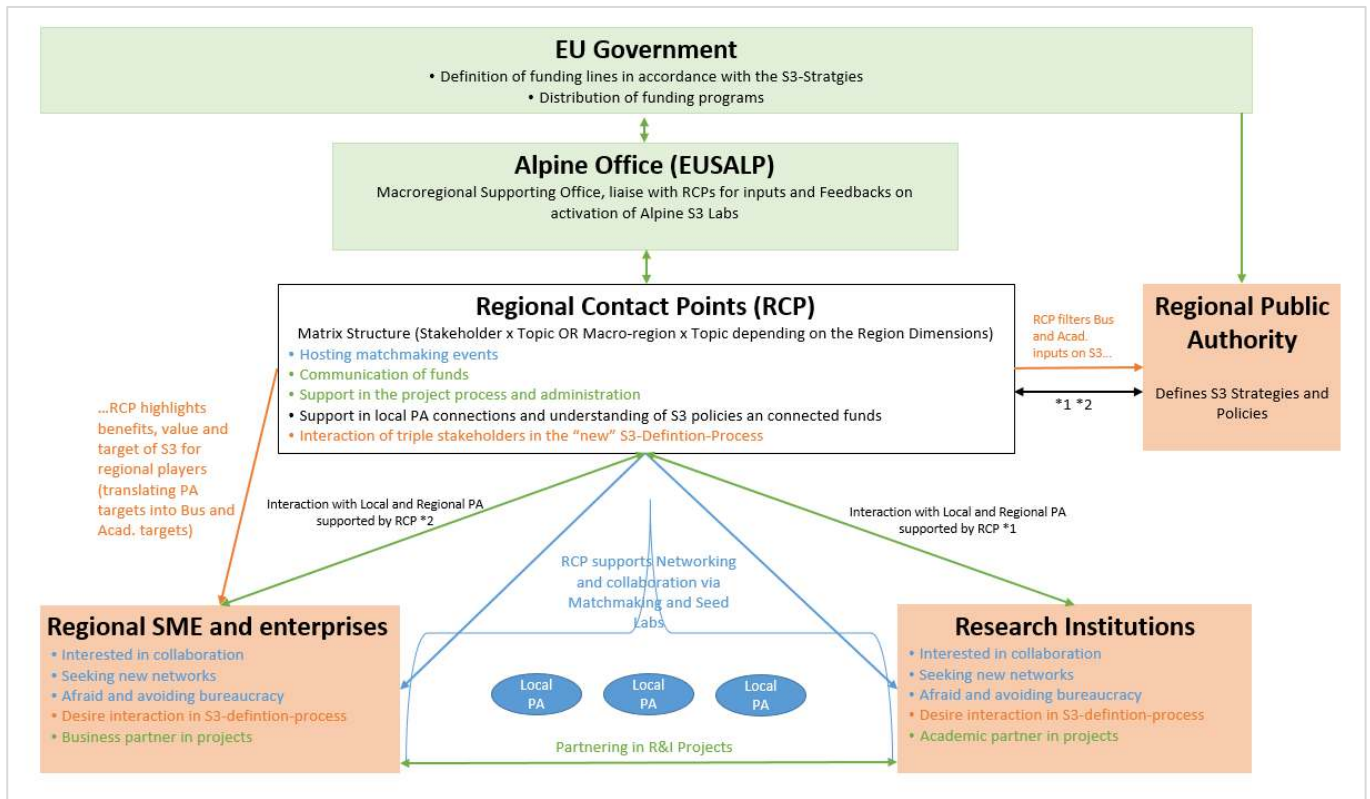 EU Government
• Definition of funding lines in accordance with the S3-Stratgies
• Distribution of funding programs
Alpine Office (EUSALP)
Macroregional Supporting Office, liaise with RCPs for inputs and Feedbacks on
activation of Alpine S3 Labs
Regional Contact Points (RCP)
Matrix Structure (Stakeholder x Topic OR Macro-region x Topic depending on the Region Dimensions)
• Hosting matchmaking events
• Communication of funds
• Support in the project process and administration
• Support in local PA connections and understanding of S3 policies an connected funds
• Interaction of triple stakeholders in the “new” S3-Defintion-Process
RCP filters Bus
and Acad.
inputs on S3...
*1 *2
Regional Public
Authority
Defines S3 Strategies and
Policies
...RCP highlights
benefits, value and
target of S3 for
regional players
(translating PA
targets into Bus and
Acad. targets)
Interaction with Local and Regional PA
supported by RCP *2
Interaction with Local and Regional PA
supported by RCP *1
RCP supports Networking
and collaboration via
Matchmaking and Seed
Labs
Regional SME and enterprises
• Interested in collaboration
• Seeking new networks
• Afraid and avoiding bureaucracy
• Desire interaction in S3-defintion-process
• Business partner in projects
Local
PA
Local
PA
Local
PA
Partnering in R&I Projects
Research Institutions
• Interested in collaboration
• Seeking new networks
• Afraid and avoiding bureaucracy
• Desire interaction in S3-defintion-process
• Academic partner in projects